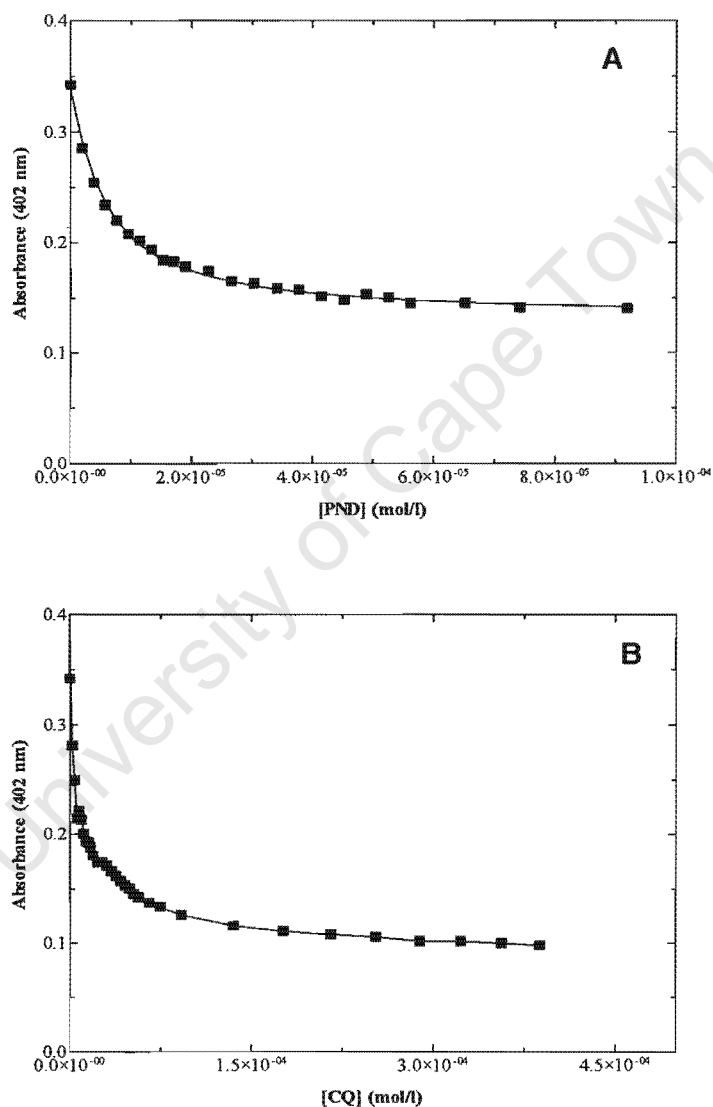 A
0.4
0.3
0.2
0.1
0.0
Absorbance (402 nm)
0.0×10⁻⁰⁰ 2.0×10⁻⁰⁵ 4.0×10⁻⁰⁵ 6.0×10⁻⁰⁵ 8.0×10⁻⁰⁵ 1.0×10⁻⁰⁴
[PND] (mol/l)
B
0.4
0.3
0.2
0.1
0.0
Absorbance (402 nm)
0.0×10⁻⁰⁰ 1.5×10⁻⁰⁴ 3.0×10⁻⁰⁴ 4.5×10⁻⁰⁴
[CQ] (mol/l)
University of Cape Town